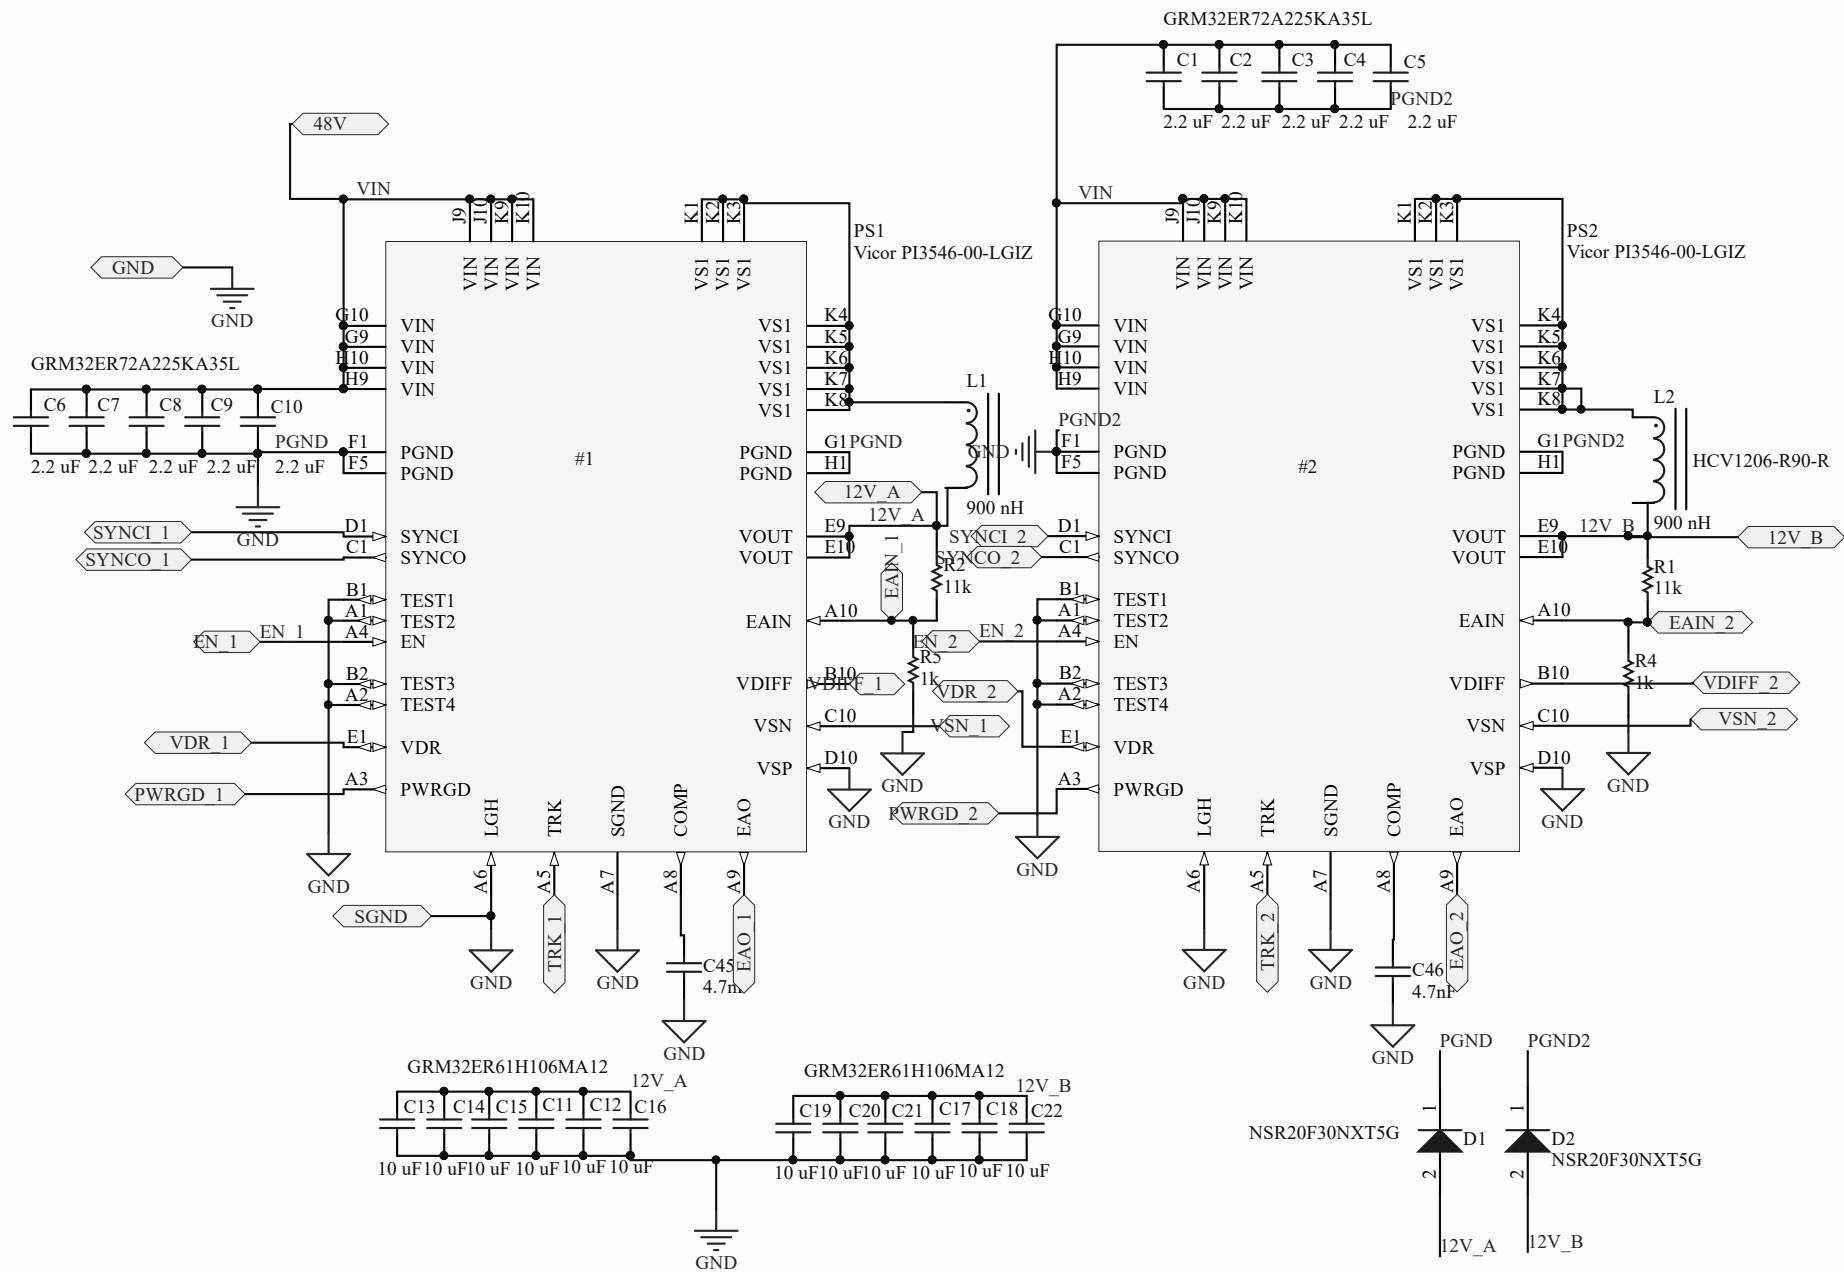 GRM32ER72A225KA35L
C1 C2 C3 C4 C5
PGND2
2.2 uF 2.2 uF 2.2 uF 2.2 uF 2.2 uF
48V
VIN
J9 J10 K9 K10
K1 K2 K3
PS1
Vicor PI3546-00-LGIZ
VIN VIN VIN VIN
VS1 VS1 VS1
GND
GND
G10 VIN
G9 VIN
H10 VIN
H9 VIN
VS1 K4
VS1 K5
VS1 K6
VS1 K7
VS1 K8
GRM32ER72A225KA35L
C6 C7 C8 C9 C10
2.2 uF 2.2 uF 2.2 uF 2.2 uF 2.2 uF
PGND
GND
F1 PGND
F5 PGND
#1
PGND G1 PGND
PGND H1
L1
900 nH
12V_A
12V_A
SYNCI_1 D1 SYNCI
SYNCO_1 C1 SYNCO
VOUT E9
VOUT E10
EAIN_1
R2
11k
B1 TEST1
A1 TEST2
EN_1 EN_1 A4 EN
EAIN A10
R5
1k
B2 TEST3
A2 TEST4
VDIFF B10 VDIFF_1
VSN C10 VSN_1
GND
VDR_1 E1 VDR
VSP D10
GND
PWRGD_1 A3 PWRGD
LGH TRK SGND COMP EAO
A6 A5 A7 A8 A9
GND
SGND
GND
TRK_1
GND
C45
4.7nF
EAO_1
GND
VIN
J9 J10 K9 K10
K1 K2 K3
PS2
Vicor PI3546-00-LGIZ
VIN VIN VIN VIN
VS1 VS1 VS1
G10 VIN
G9 VIN
H10 VIN
H9 VIN
VS1 K4
VS1 K5
VS1 K6
VS1 K7
VS1 K8
PGND2
GND
F1 PGND
F5 PGND
#2
PGND G1 PGND2
PGND H1
L2
HCV1206-R90-R
900 nH
SYNCI_2 D1 SYNCI
SYNCO_2 C1 SYNCO
VOUT E9 12V_B
VOUT E10
12V_B
R1
11k
B1 TEST1
A1 TEST2
EN_2 EN_2 A4 EN
EAIN A10 EAIN_2
R4
1k
B2 TEST3
A2 TEST4
VDIFF B10 VDIFF_2
VSN C10 VSN_2
GND
VDR_2 E1 VDR
VSP D10
GND
PWRGD_2 A3 PWRGD
LGH TRK SGND COMP EAO
A6 A5 A7 A8 A9
GND
GND
TRK_2
GND
C46
4.7nF
EAO_2
GND
GRM32ER61H106MA12
12V_A
C13 C14 C15 C11 C12 C16
10 uF 10 uF 10 uF 10 uF 10 uF 10 uF
GRM32ER61H106MA12
12V_B
C19 C20 C21 C17 C18 C22
10 uF 10 uF 10 uF 10 uF 10 uF 10 uF
GND
PGND
1
NSR20F30NXT5G
D1
2
12V_A
PGND2
1
D2
NSR20F30NXT5G
2
12V_B